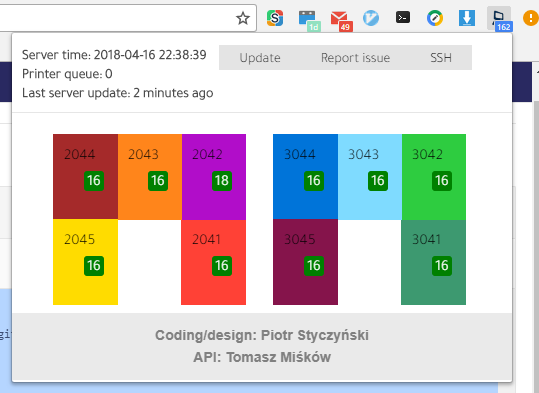 1d
49
162
Server time: 2018-04-16 22:38:39
Update
Report issue
SSH
Printer queue: 0
Last server update: 2 minutes ago
2044
2043
2042
3044
3043
3042
16
16
18
16
16
16
2045
2041
3045
3041
16
16
16
16
git
Coding/design: Piotr Styczyński
API: Tomasz Miśków